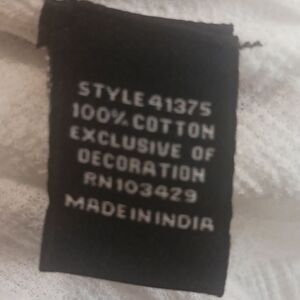 STYLE 41375
100% COTTON
EXCLUSIVE OF
DECORATION
RN103429
MADE IN INDIA